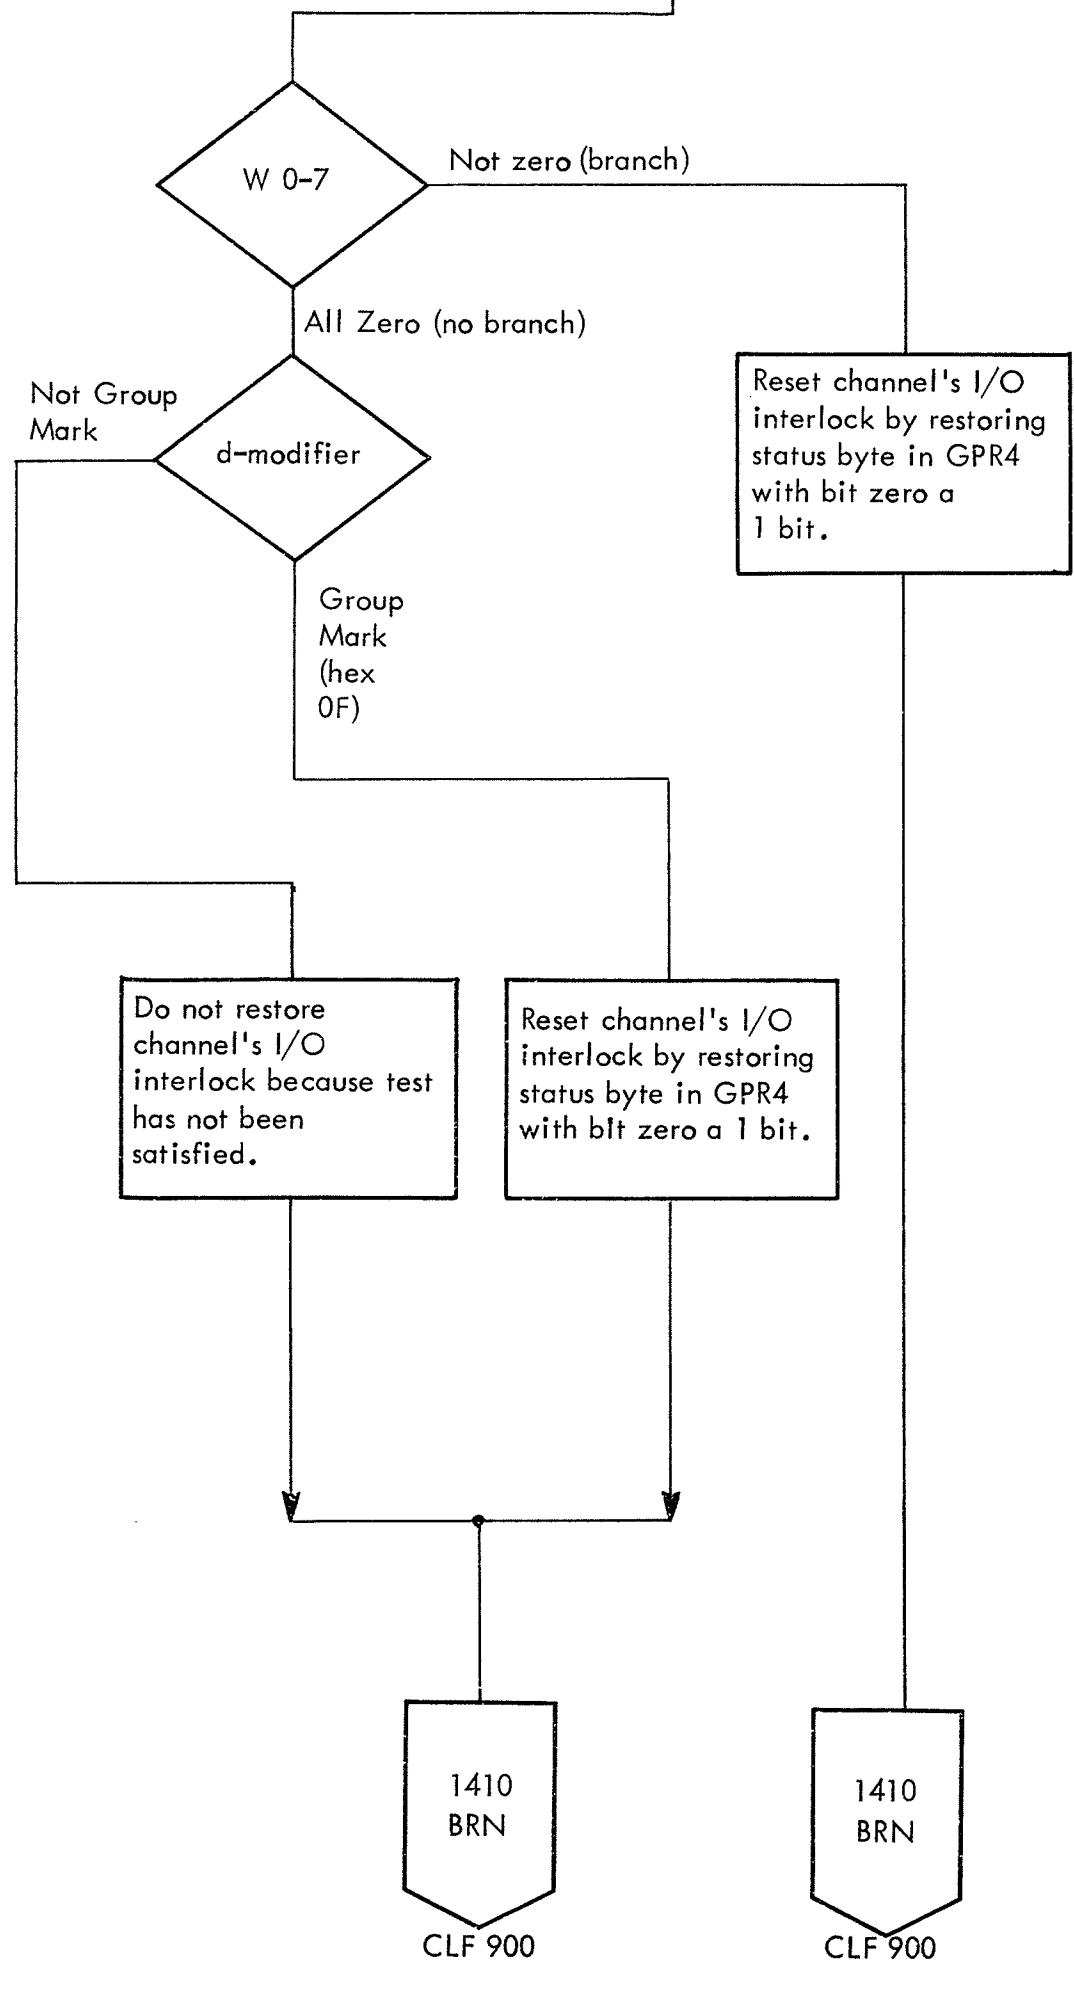 W 0-7
Not zero (branch)
All Zero (no branch)
Not Group
Mark
d-modifier
Reset channel's I/O
interlock by restoring
status byte in GPR4
with bit zero a
1 bit.
Group
Mark
(hex
0F)
Do not restore
channel's I/O
interlock because test
has not been
satisfied.
Reset channel's I/O
interlock by restoring
status byte in GPR4
with bit zero a 1 bit.
1410
BRN
CLF 900
1410
BRN
CLF 900